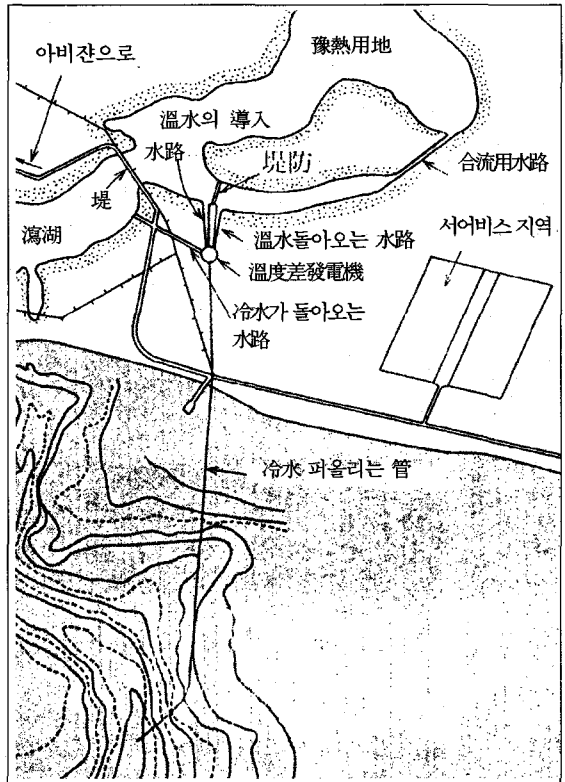 아비쟌으로
豫熱用地
溫水의 導入
水路
堤防
合流用水路
堤
瀉湖
溫水돌아오는 水路
서어비스 지역
溫度差發電機
冷水가 돌아오는
水路
冷水 퍼올리는 管